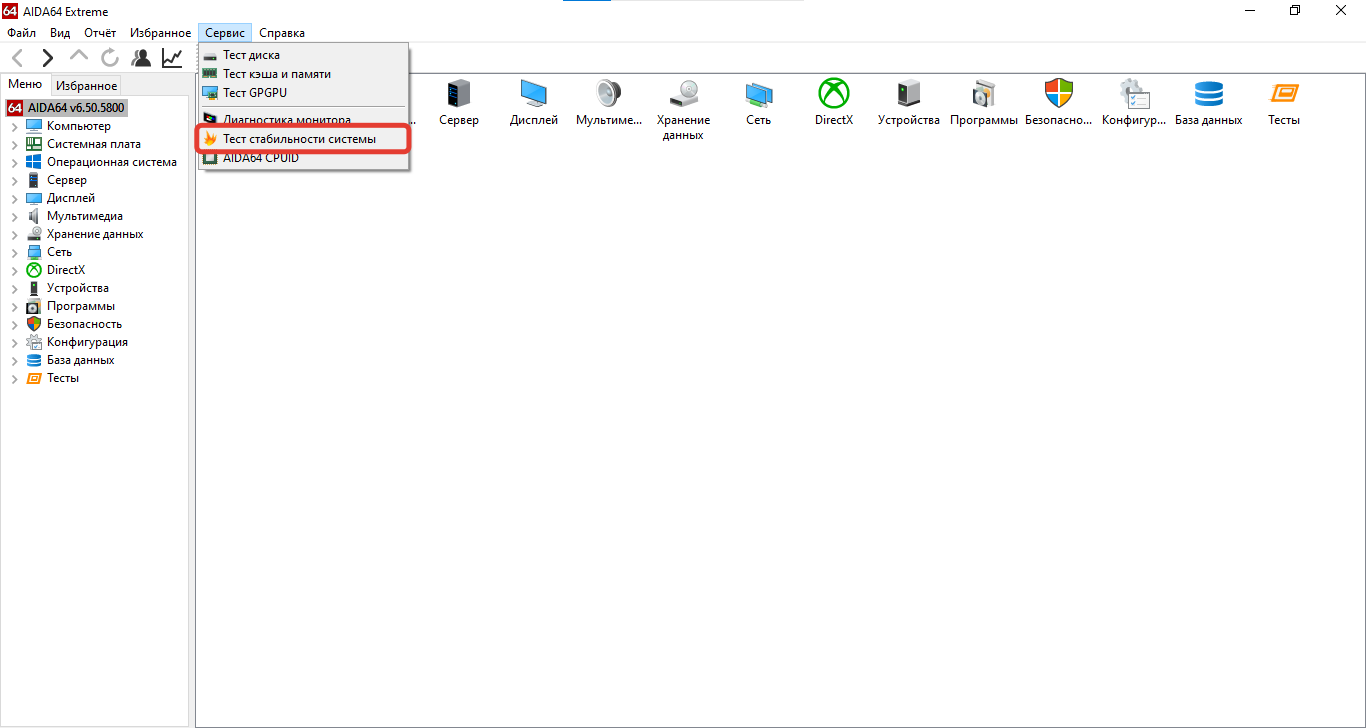 AIDA64 Extreme
Файл Вид Отчёт Избранное Сервис Справка
Меню Избранное
64 AIDA64 v6.50.5800
Компьютер
Системная плата
Операционная система
Сервер
Дисплей
Мультимедиа
Хранение данных
Сеть
DirectX
Устройства
Программы
Безопасность
Конфигурация
База данных
Тесты
Тест диска
Тест кэша и памяти
Тест GPGPU
Диагностика монитора
Тест стабильности системы
AIDA64 CPUID
... Сервер Дисплей Мультиме... Хранение данных Сеть DirectX Устройства Программы Безопасно... Конфигур... База данных Тесты